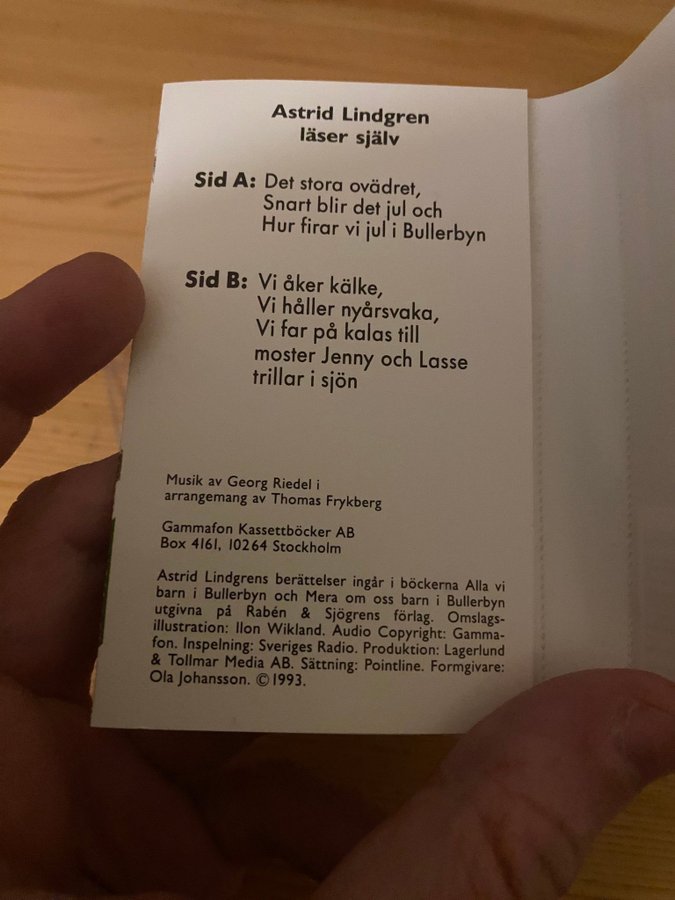 Astrid Lindgren
läser själv
Sid A: Det stora ovädret,
Snart blir det jul och
Hur firar vi jul i Bullerbyn
Sid B: Vi åker kälke,
Vi håller nyårsvaka,
Vi far på kalas till
moster Jenny och Lasse
trillar i sjön
Musik av Georg Riedel i
arrangemang av Thomas Frykberg
Gammafon Kassettböcker AB
Box 4161, 10264 Stockholm
Astrid Lindgrens berättelser ingår i böckerna Alla vi
barn i Bullerbyn och Mera om oss barn i Bullerbyn
utgivna på Rabén & Sjögrens förlag. Omslags-
illustration: Ilon Wikland. Audio Copyright: Gamma-
fon. Inspelning: Sveriges Radio. Produktion: Lagerlund
& Tollmar Media AB. Sättning: Pointline. Formgivare:
Ola Johansson. ©1993.